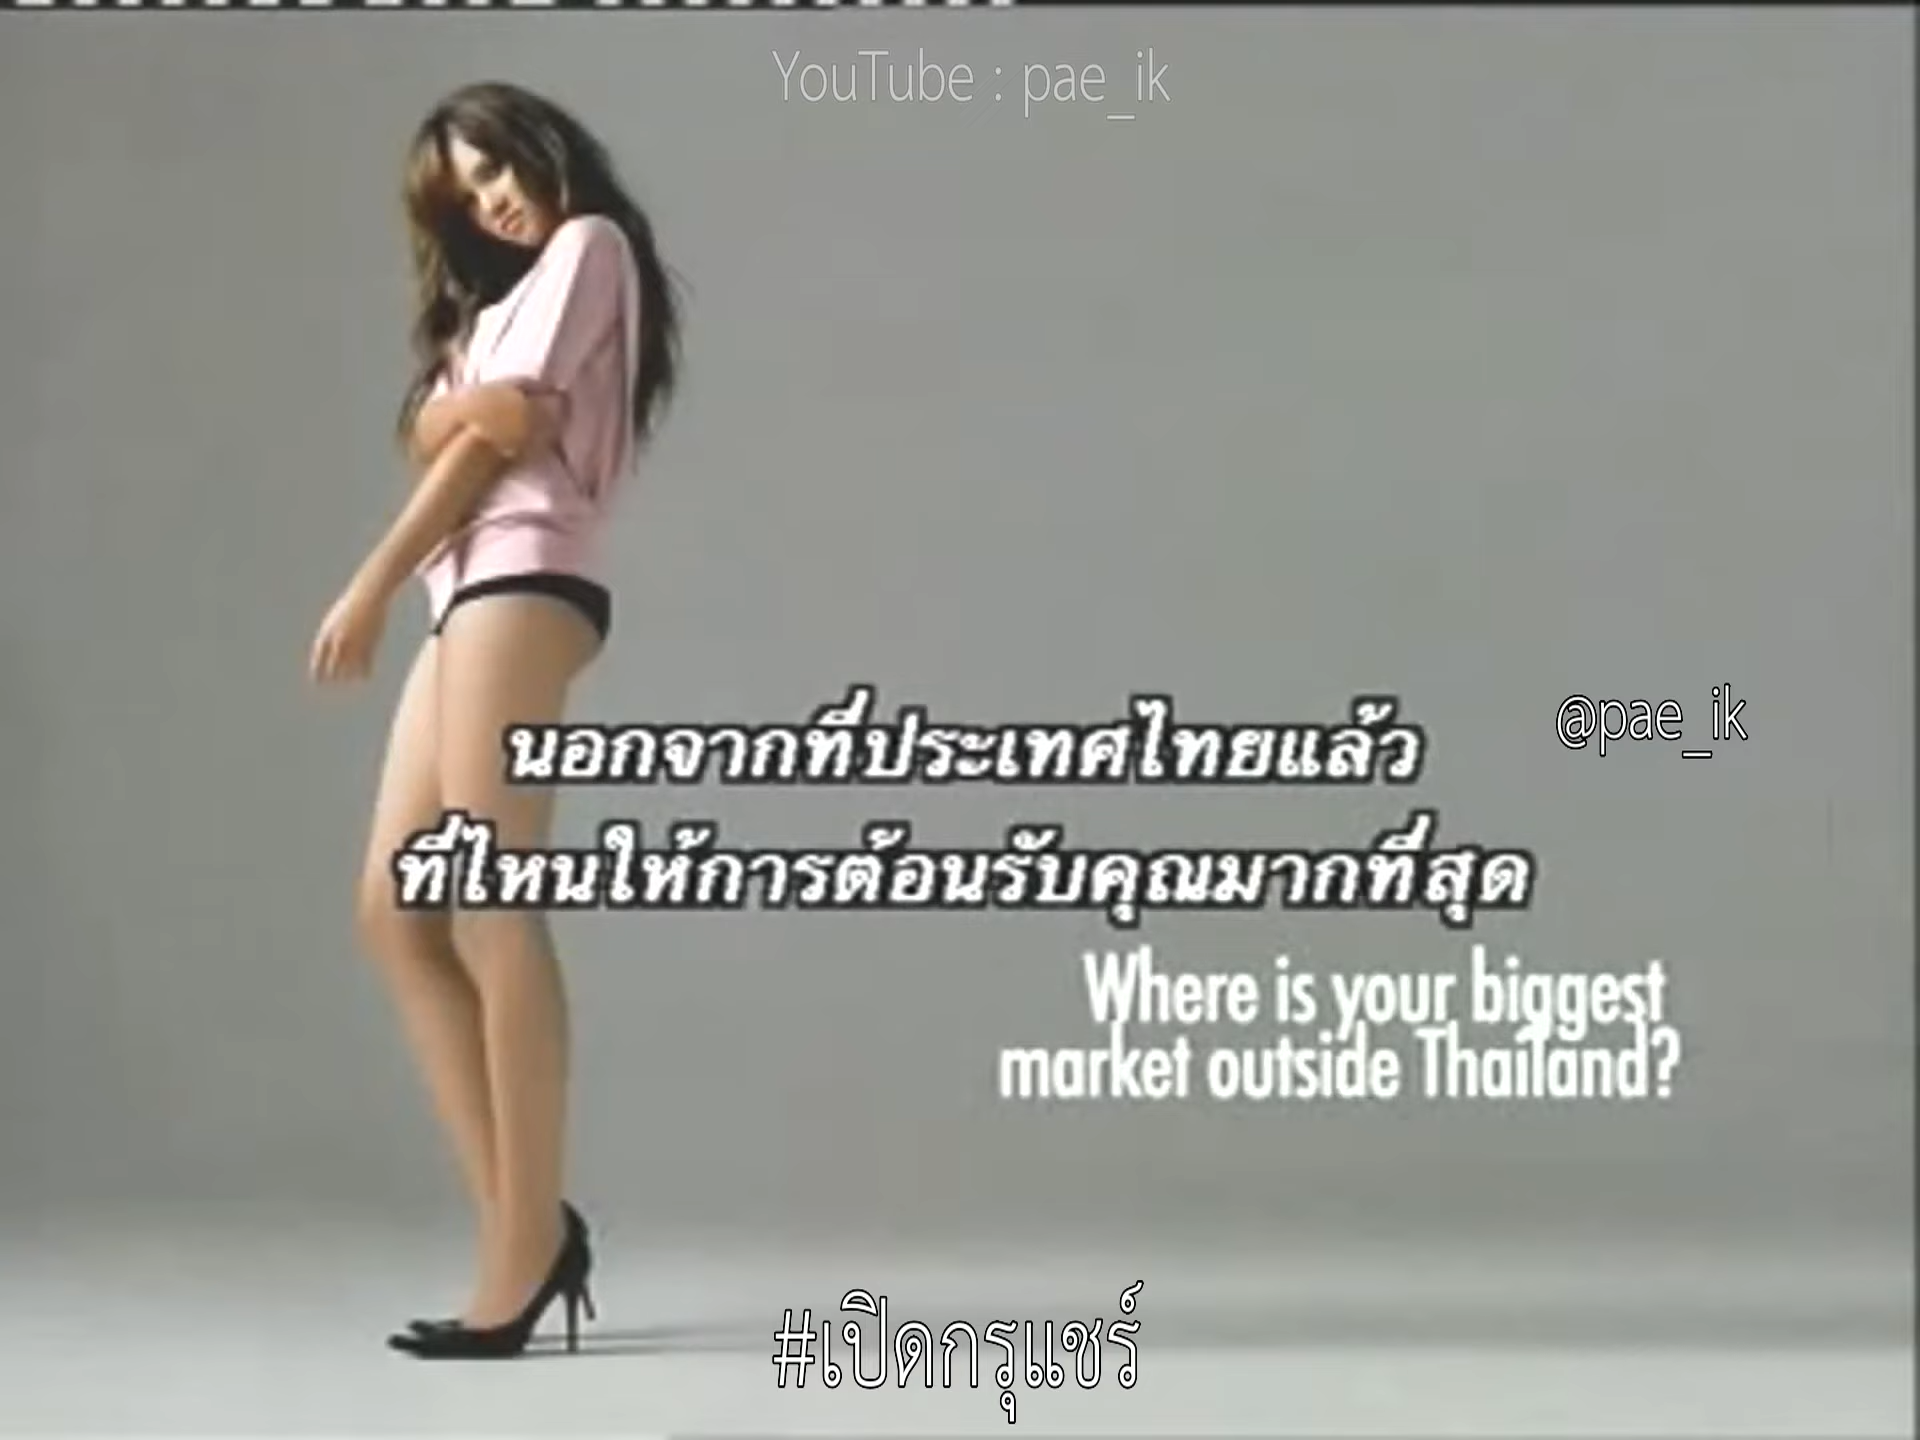 YouTube : pae_ik
@pae_ik
นอกจากที่ประเทศไทยแล้ว
ที่ไหนให้การต้อนรับคุณมากที่สุด
Where is your biggest
market outside Thailand?
#เปิดกรุแชร์